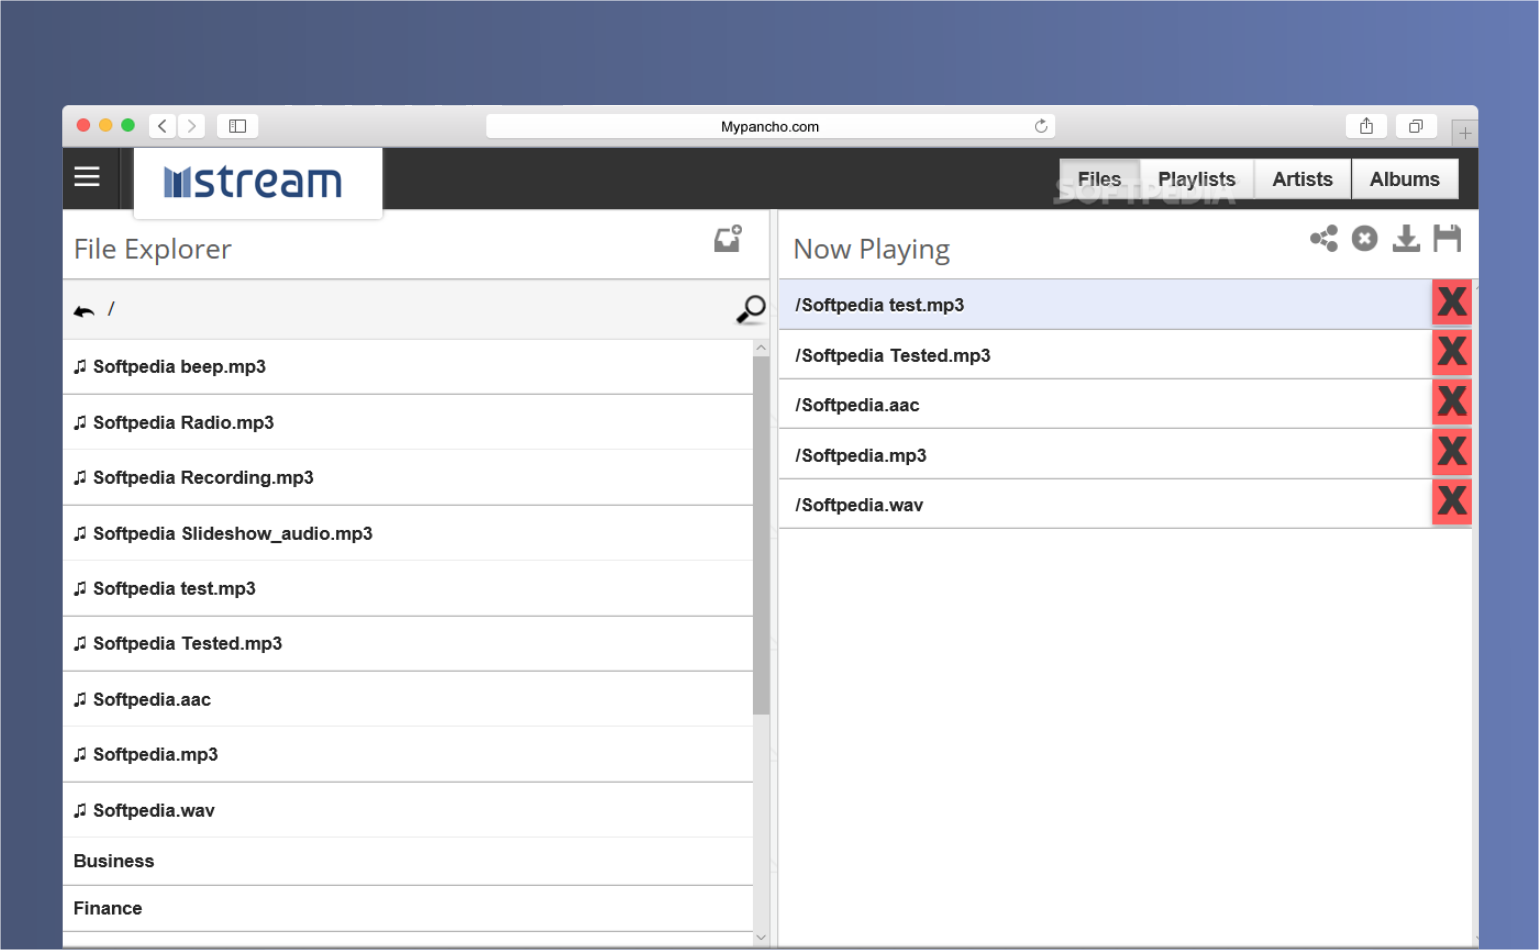 Mypancho.com
mstream
Files Playlists Artists Albums
SOFTPEDIA
File Explorer
/
Softpedia beep.mp3
Softpedia Radio.mp3
Softpedia Recording.mp3
Softpedia Slideshow_audio.mp3
Softpedia test.mp3
Softpedia Tested.mp3
Softpedia.aac
Softpedia.mp3
Softpedia.wav
Business
Finance
Now Playing
/Softpedia test.mp3 X
/Softpedia Tested.mp3 X
/Softpedia.aac X
/Softpedia.mp3 X
/Softpedia.wav X